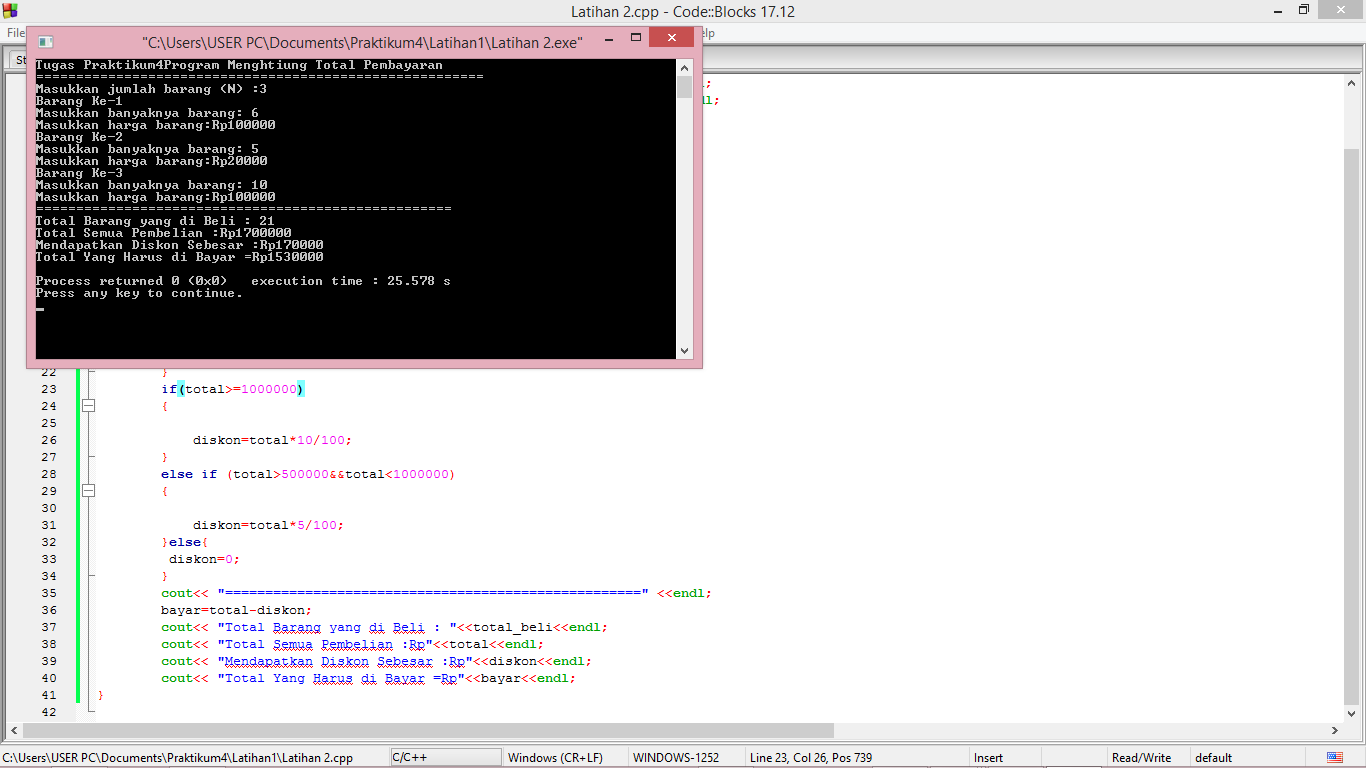 Latihan 2.cpp - Code::Blocks 17.12
File
elp
"C:\Users\USER PC\Documents\Praktikum4\Latihan1\Latihan 2.exe"
St
Tugas Praktikum4Program Menghtiung Total Pembayaran
========================================================
Masukkan jumlah barang (N) :3
Barang Ke-1
Masukkan banyaknya barang: 6
Masukkan harga barang:Rp100000
Barang Ke-2
Masukkan banyaknya barang: 5
Masukkan harga barang:Rp20000
Barang Ke-3
Masukkan banyaknya barang: 10
Masukkan harga barang:Rp100000
====================================================
Total Barang yang di Beli : 21
Total Semua Pembelian :Rp1700000
Mendapatkan Diskon Sebesar :Rp170000
Total Yang Harus di Bayar =Rp1530000
Process returned 0 (0x0)   execution time : 25.578 s
Press any key to continue.
;
l;
22 }
23 if(total>=1000000)
24 {
25
26 diskon=total*10/100;
27 }
28 else if (total>500000&&total<1000000)
29 {
30
31 diskon=total*5/100;
32 }else{
33 diskon=0;
34 }
35 cout<< "====================================================" <<endl;
36 bayar=total-diskon;
37 cout<< "Total Barang yang di Beli : "<<total_beli<<endl;
38 cout<< "Total Semua Pembelian :Rp"<<total<<endl;
39 cout<< "Mendapatkan Diskon Sebesar :Rp"<<diskon<<endl;
40 cout<< "Total Yang Harus di Bayar =Rp"<<bayar<<endl;
41 }
42
C:\Users\USER PC\Documents\Praktikum4\Latihan1\Latihan 2.cpp C/C++ Windows (CR+LF) WINDOWS-1252 Line 23, Col 26, Pos 739 Insert Read/Write default